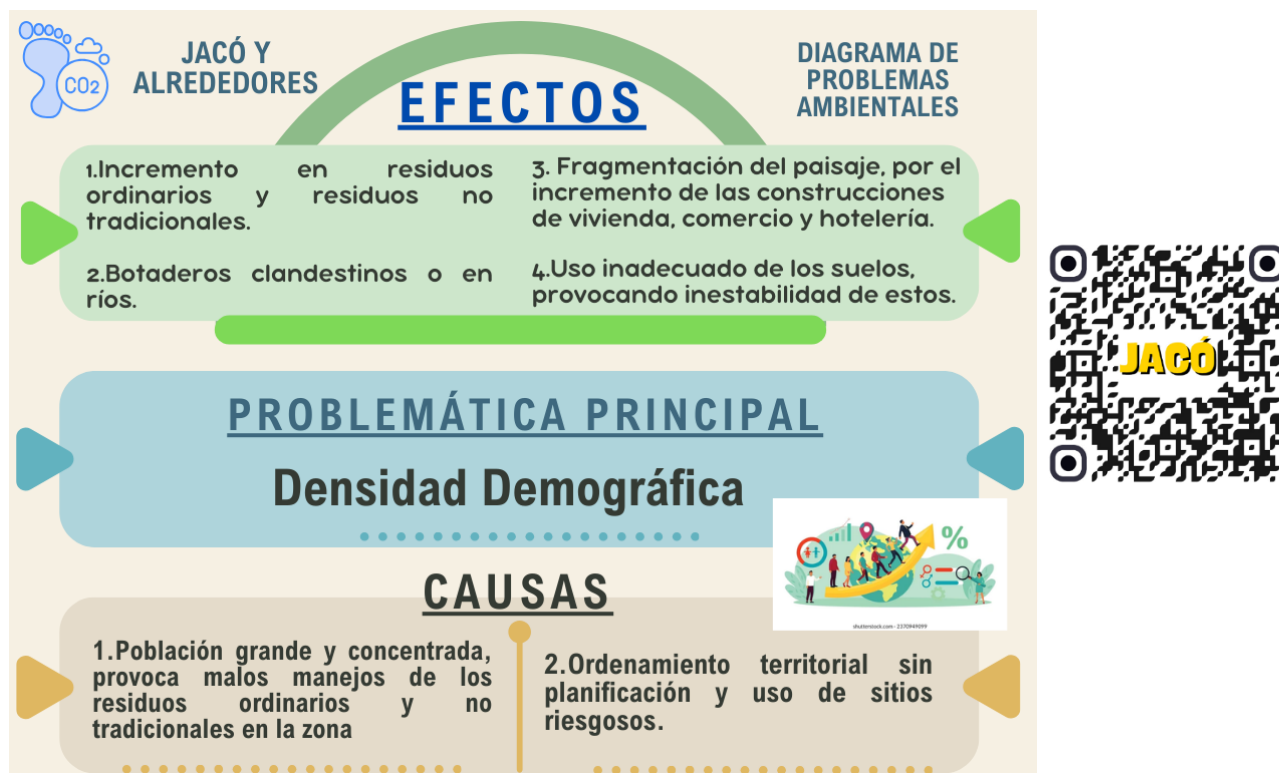 JACÓ Y
ALREDEDORES
CO2
DIAGRAMA DE
PROBLEMAS
AMBIENTALES
EFECTOS
1.Incremento en residuos
ordinarios y residuos no
tradicionales.
2.Botaderos clandestinos o en
ríos.
3. Fragmentación del paisaje, por el
incremento de las construcciones
de vivienda, comercio y hotelería.
4.Uso inadecuado de los suelos,
provocando inestabilidad de estos.
JACÓ
PROBLEMÁTICA PRINCIPAL
Densidad Demográfica
%
shutterstock.com · 2370949099
CAUSAS
1.Población grande y concentrada,
provoca malos manejos de los
residuos ordinarios y no
tradicionales en la zona
2.Ordenamiento territorial sin
planificación y uso de sitios
riesgosos.